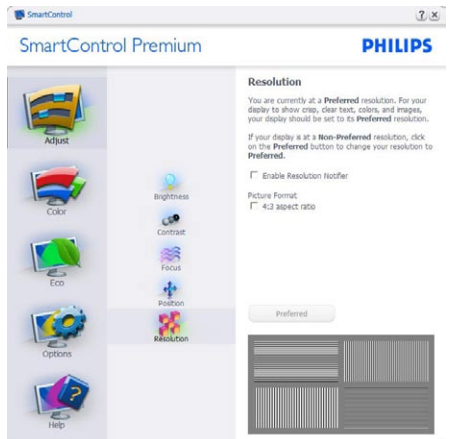 SmartControl
SmartControl Premium
PHILIPS
Adjust
Color
Eco
Options
Help
Brightness
Contrast
Focus
Position
Resolution
Resolution
You are currently at a Preferred resolution. For your
display to show crisp, clear text, colors, and images,
your display should be set to its Preferred resolution.
If your display is at a Non-Preferred resolution, click
on the Preferred button to change your resolution to
Preferred.
Enable Resolution Notifier
Picture Format
4:3 aspect ratio
Preferred